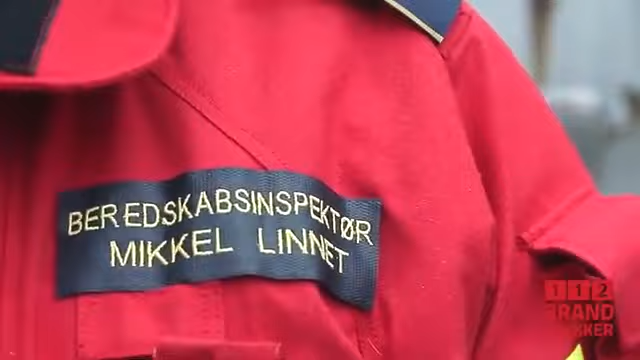 BEREDSKABSINSPEKTØR
MIKKEL LINNET
112
BRAND